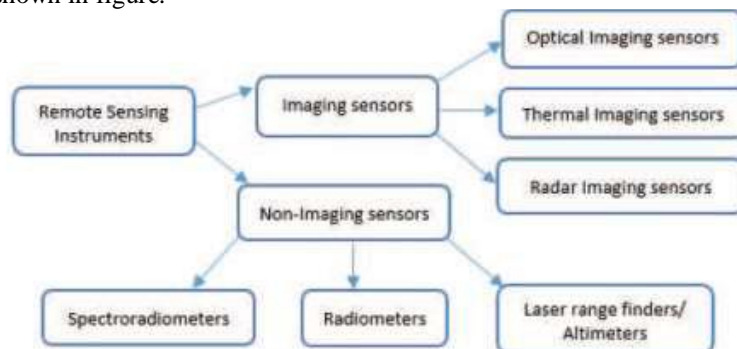 shown in figure.
Optical Imaging sensors
Remote Sensing
Instruments
Imaging sensors
Thermal Imaging sensors
Radar Imaging sensors
Non-Imaging sensors
Spectroradiometers
Radiometers
Laser range finders/
Altimeters